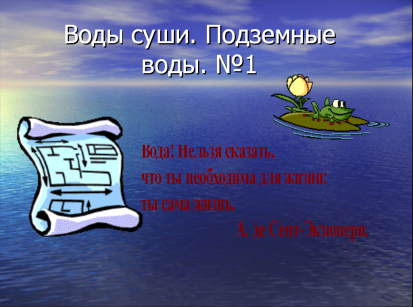 Воды суши. Подземные
воды. №1
Вода! Нельзя сказать,
что ты необходима для жизни:
ты сама жизнь.
А. де Сент-Экзюпери.